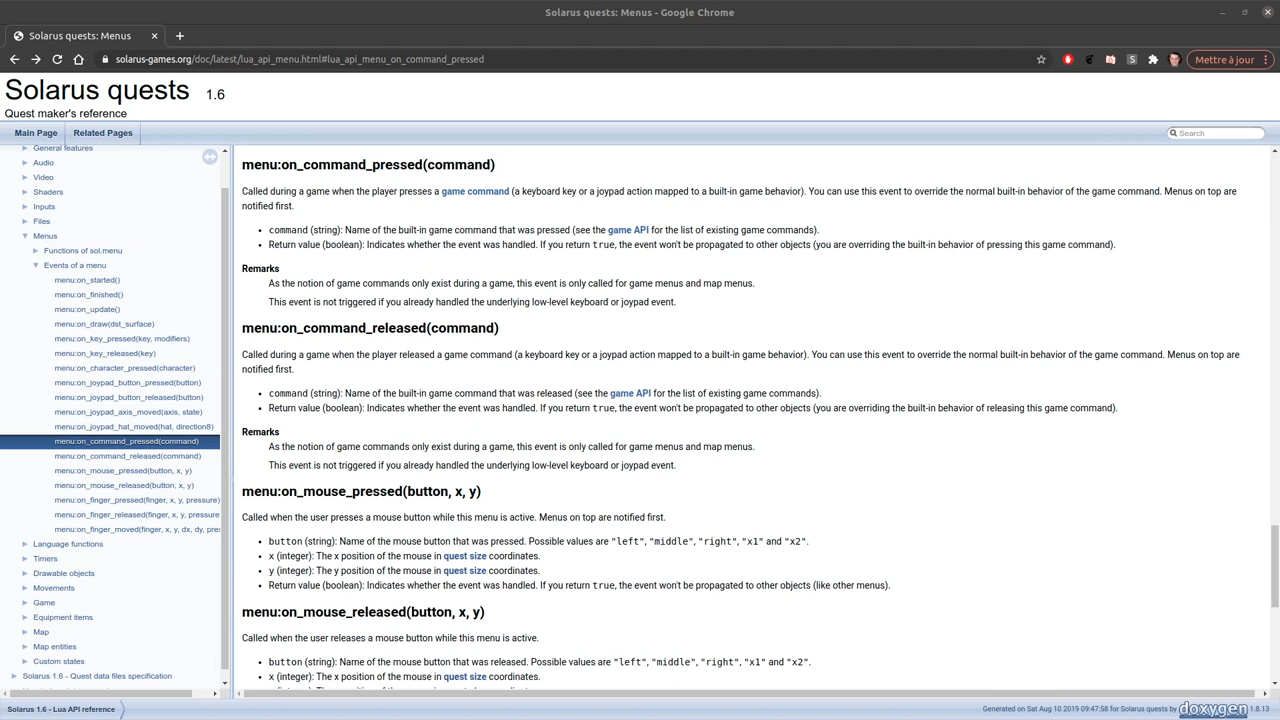 Solarus quests: Menus - Google Chrome
Solarus quests: Menus
solarus-games.org/doc/latest/lua_api_menu.html#lua_api_menu_on_command_pressed
Mettre à jour
Solarus quests 1.6
Quest maker's reference
Main Page
Related Pages
Search
General features
Audio
Video
Shaders
Inputs
Files
Menus
Functions of sol.menu
Events of a menu
menu:on_started()
menu:on_finished()
menu:on_update()
menu:on_draw(dst_surface)
menu:on_key_pressed(key, modifiers)
menu:on_key_released(key)
menu:on_character_pressed(character)
menu:on_joypad_button_pressed(button)
menu:on_joypad_button_released(button)
menu:on_joypad_axis_moved(axis, state)
menu:on_joypad_hat_moved(hat, direction8)
menu:on_command_pressed(command)
menu:on_command_released(command)
menu:on_mouse_pressed(button, x, y)
menu:on_mouse_released(button, x, y)
menu:on_finger_pressed(finger, x, y, pressure)
menu:on_finger_released(finger, x, y, pressure
menu:on_finger_moved(finger, x, y, dx, dy, pre
Language functions
Timers
Drawable objects
Movements
Game
Equipment items
Map
Map entities
Custom states
Solarus 1.6 - Quest data files specification
menu:on_command_pressed(command)
Called during a game when the player presses a game command (a keyboard key or a joypad action mapped to a built-in game behavior). You can use this event to override the normal built-in behavior of the game command. Menus on top are
notified first.
• command (string): Name of the built-in game command that was pressed (see the game API for the list of existing game commands).
• Return value (boolean): Indicates whether the event was handled. If you return true, the event won't be propagated to other objects (you are overriding the built-in behavior of pressing this game command).
Remarks
As the notion of game commands only exist during a game, this event is only called for game menus and map menus.
This event is not triggered if you already handled the underlying low-level keyboard or joypad event.
menu:on_command_released(command)
Called during a game when the player released a game command (a keyboard key or a joypad action mapped to a built-in game behavior). You can use this event to override the normal built-in behavior of the game command. Menus on top are
notified first.
• command (string): Name of the built-in game command that was released (see the game API for the list of existing game commands).
• Return value (boolean): Indicates whether the event was handled. If you return true, the event won't be propagated to other objects (you are overriding the built-in behavior of releasing this game command).
Remarks
As the notion of game commands only exist during a game, this event is only called for game menus and map menus.
This event is not triggered if you already handled the underlying low-level keyboard or joypad event.
menu:on_mouse_pressed(button, x, y)
Called when the user presses a mouse button while this menu is active. Menus on top are notified first.
• button (string): Name of the mouse button that was pressed. Possible values are "left", "middle", "right", "x1" and "x2".
• x (integer): The x position of the mouse in quest size coordinates.
• y (integer): The y position of the mouse in quest size coordinates.
• Return value (boolean): Indicates whether the event was handled. If you return true, the event won't be propagated to other objects (like other menus).
menu:on_mouse_released(button, x, y)
Called when the user releases a mouse button while this menu is active.
• button (string): Name of the mouse button that was released. Possible values are "left", "middle", "right", "x1" and "x2".
• x (integer): The x position of the mouse in quest size coordinates.
Solarus 1.6 - Lua API reference
Generated on Sat Aug 10 2019 09:47:58 for Solarus quests by doxygen 1.8.13